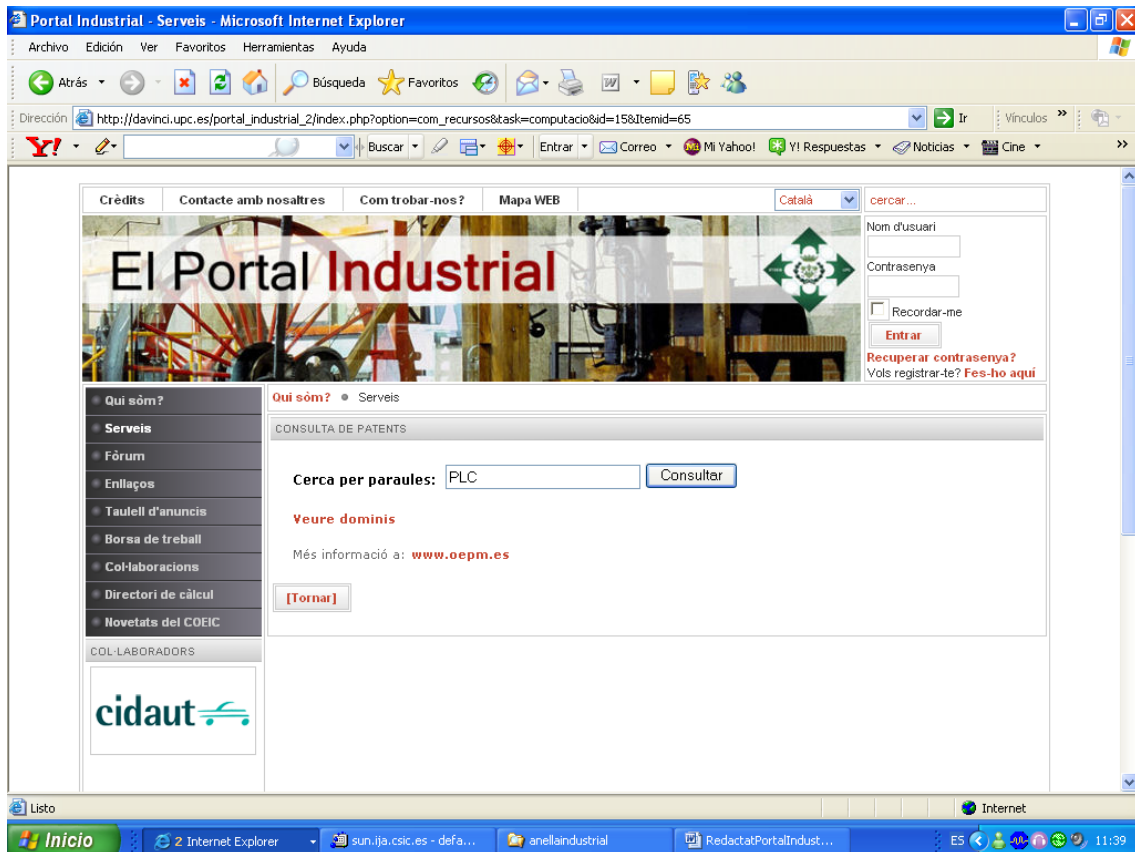 Portal Industrial - Serveis - Microsoft Internet Explorer
Archivo Edición Ver Favoritos Herramientas Ayuda
Atrás Búsqueda Favoritos
Dirección http://davinci.upc.es/portal_industrial_2/index.php?option=com_recursos&task=computacio&id=15&Itemid=65 Ir Vínculos »
Y! Buscar Entrar Correo Mi Yahoo! Y! Respuestas Noticias Cine »
Crèdits Contacte amb nosaltres Com trobar-nos? Mapa WEB Català cercar...
El Portal Industrial
Nom d'usuari
Contrasenya
Recordar-me
Entrar
Recuperar contrasenya?
Vols registrar-te? Fes-ho aquí
Qui sòm?
Serveis
Fòrum
Enllaços
Taulell d'anuncis
Borsa de treball
Col·laboracions
Directori de càlcul
Novetats del COEIC
COL·LABORADORS
cidaut
Qui sòm? Serveis
CONSULTA DE PATENTS
Cerca per paraules: PLC Consultar
Veure dominis
Més informació a: www.oepm.es
[Tornar]
Listo Internet
Inicio 2 Internet Explorer sun.ija.csic.es - defa... anellaindustrial RedactatPortalIndust... ES 11:39